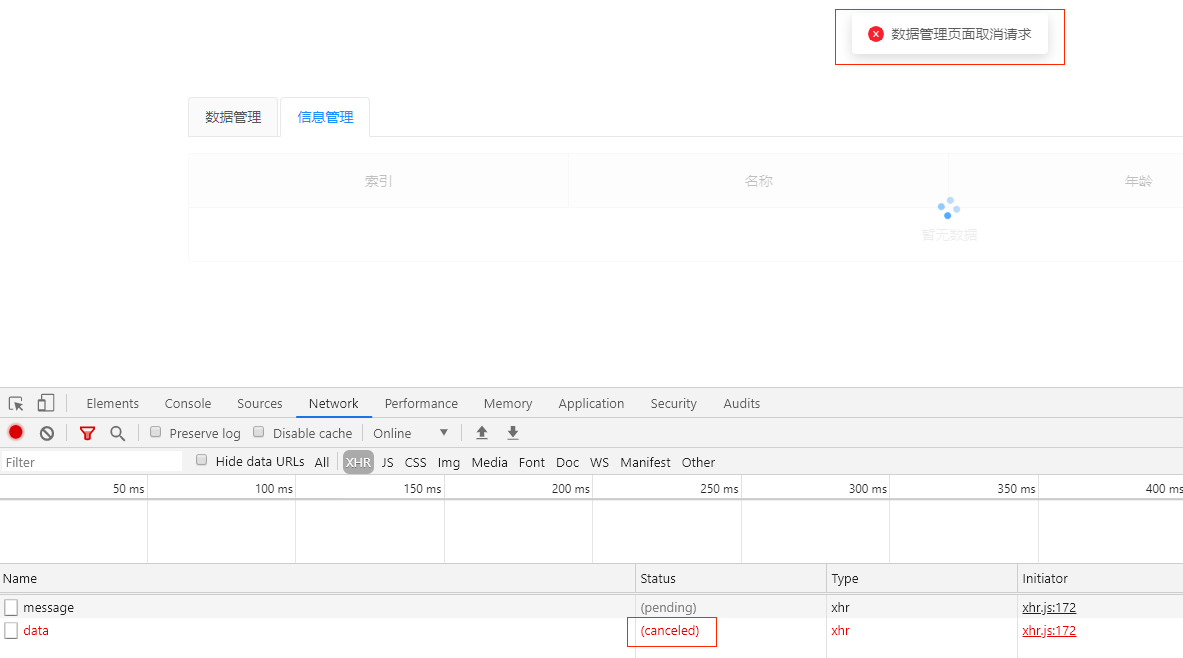 数据管理页面取消请求
数据管理 信息管理
索引 名称 年龄
暂无数据
Elements Console Sources Network Performance Memory Application Security Audits
Preserve log Disable cache Online
Filter Hide data URLs All XHR JS CSS Img Media Font Doc WS Manifest Other
50 ms 100 ms 150 ms 200 ms 250 ms 300 ms 350 ms 400 ms
Name Status Type Initiator
message (pending) xhr xhr.js:172
data (canceled) xhr xhr.js:172